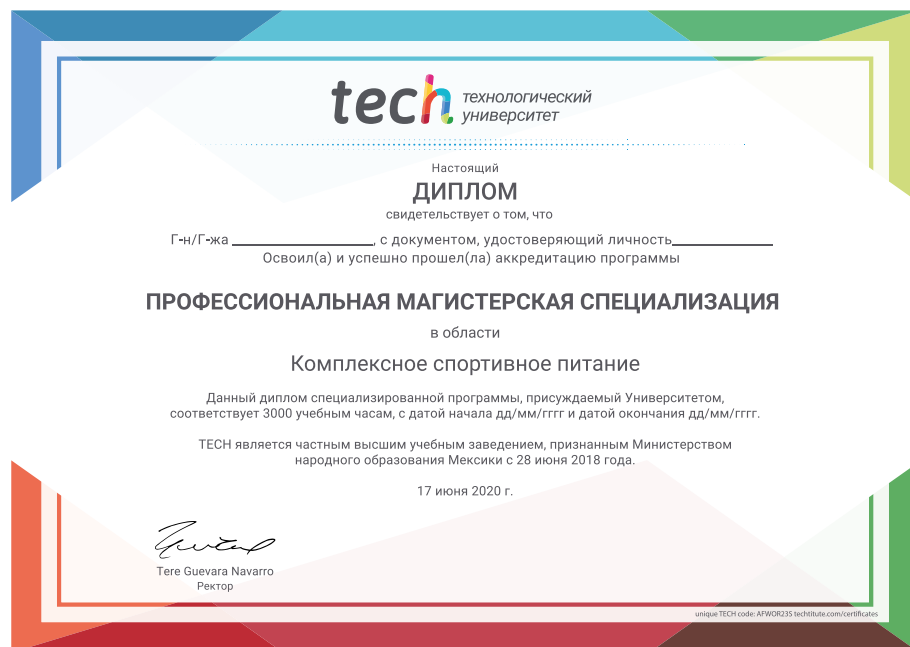 tech технологический
университет
Настоящий
ДИПЛОМ
свидетельствует о том, что
Г-н/Г-жа ____________________, с документом, удостоверяющий личность______________
Освоил(а) и успешно прошел(ла) аккредитацию программы
ПРОФЕССИОНАЛЬНАЯ МАГИСТЕРСКАЯ СПЕЦИАЛИЗАЦИЯ
в области
Комплексное спортивное питание
Данный диплом специализированной программы, присуждаемый Университетом,
соответствует 3000 учебным часам, с датой начала дд/мм/гггг и датой окончания дд/мм/гггг.
TECH является частным высшим учебным заведением, признанным Министерством
народного образования Мексики с 28 июня 2018 года.
17 июня 2020 г.
Tere Guevara Navarro
Ректор
unique TECH code: AFWOR23S techtitute.com/certificates